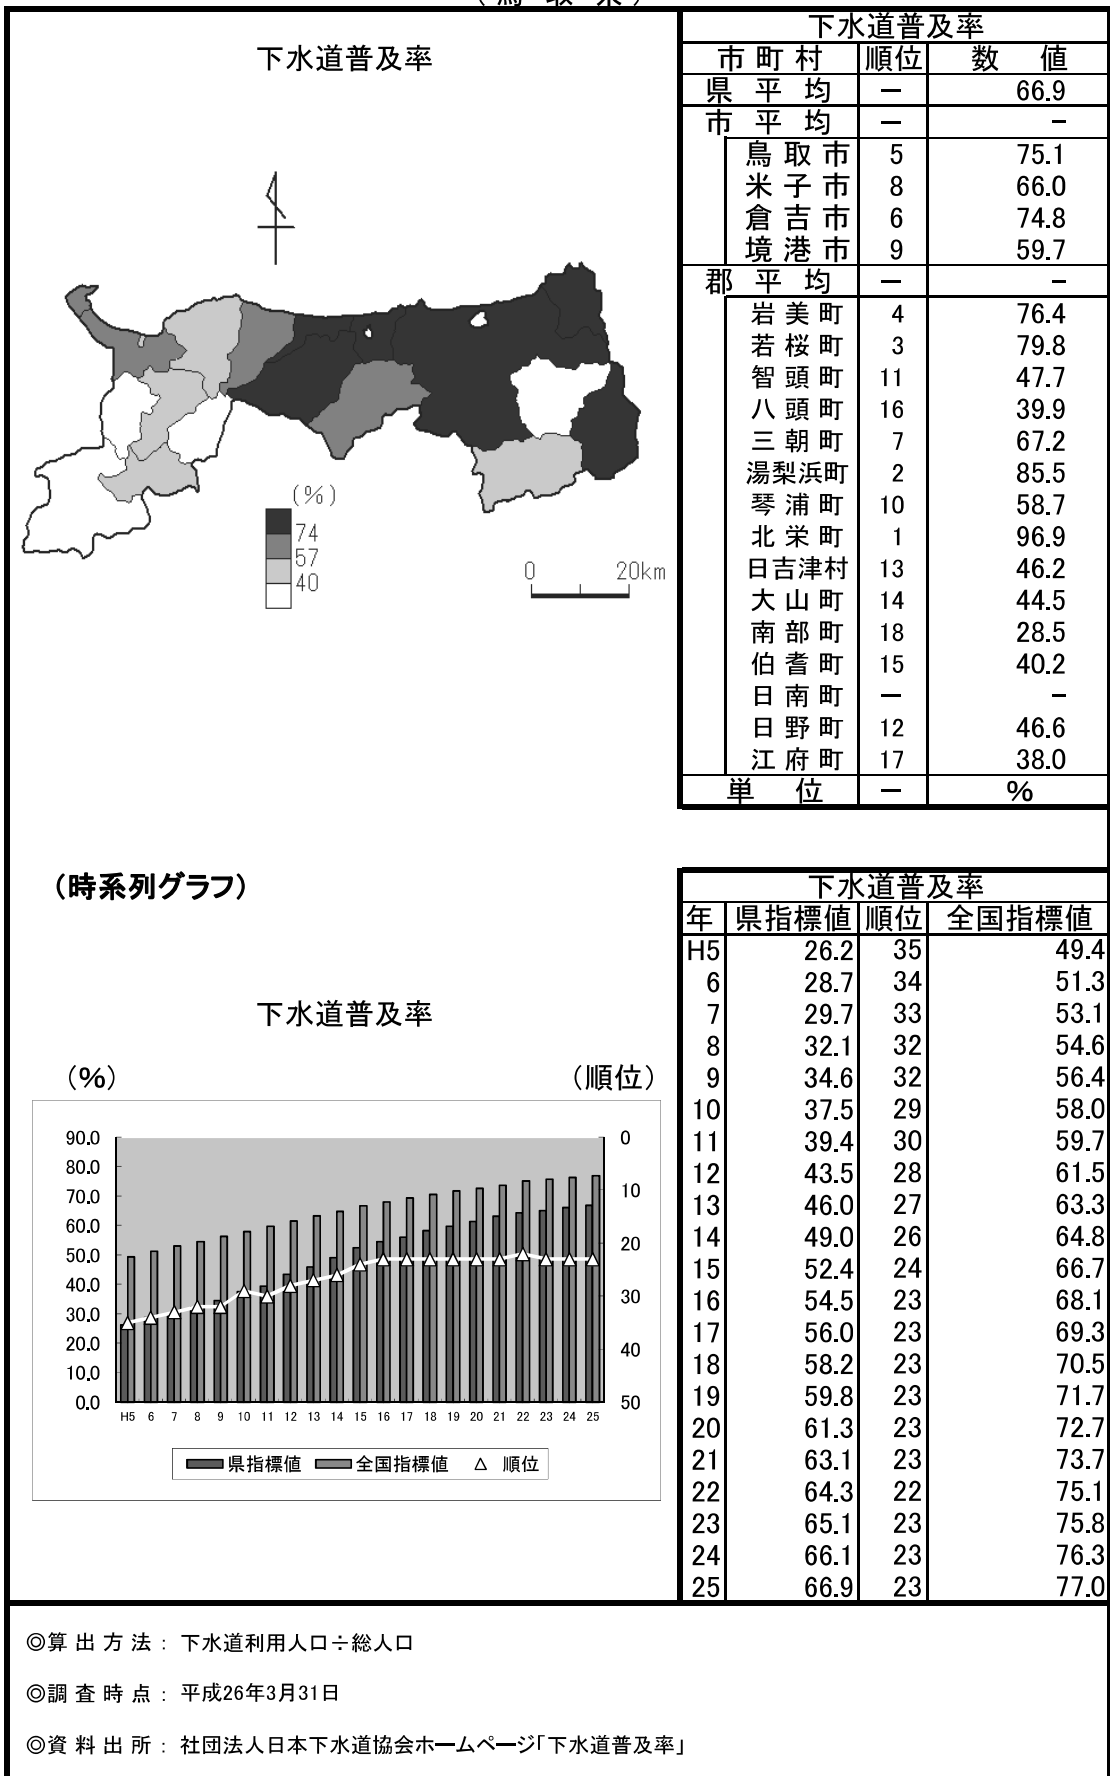 （鳥 取 県）
下水道普及率
(%)
74
57
40
0 20km
下水道普及率
市 町 村 順位 数 値
県 平 均 － 66.9
市 平 均 － －
鳥 取 市 5 75.1
米 子 市 8 66.0
倉 吉 市 6 74.8
境 港 市 9 59.7
郡 平 均 － －
岩 美 町 4 76.4
若 桜 町 3 79.8
智 頭 町 11 47.7
八 頭 町 16 39.9
三 朝 町 7 67.2
湯梨浜町 2 85.5
琴 浦 町 10 58.7
北 栄 町 1 96.9
日吉津村 13 46.2
大 山 町 14 44.5
南 部 町 18 28.5
伯 耆 町 15 40.2
日 南 町 － －
日 野 町 12 46.6
江 府 町 17 38.0
単 位 － %
(時系列グラフ)
下水道普及率
(%) (順位)
90.0 0
80.0
70.0 10
60.0
50.0 20
40.0
30.0 30
20.0 40
10.0
0.0 50
H5 6 7 8 9 10 11 12 13 14 15 16 17 18 19 20 21 22 23 24 25
県指標値 全国指標値 △ 順位
下水道普及率
年 県指標値 順位 全国指標値
H5 26.2 35 49.4
6 28.7 34 51.3
7 29.7 33 53.1
8 32.1 32 54.6
9 34.6 32 56.4
10 37.5 29 58.0
11 39.4 30 59.7
12 43.5 28 61.5
13 46.0 27 63.3
14 49.0 26 64.8
15 52.4 24 66.7
16 54.5 23 68.1
17 56.0 23 69.3
18 58.2 23 70.5
19 59.8 23 71.7
20 61.3 23 72.7
21 63.1 23 73.7
22 64.3 22 75.1
23 65.1 23 75.8
24 66.1 23 76.3
25 66.9 23 77.0
◎算 出 方 法 : 下水道利用人口÷総人口
◎調 査 時 点 : 平成26年3月31日
◎資 料 出 所 : 社団法人日本下水道協会ホームページ「下水道普及率」